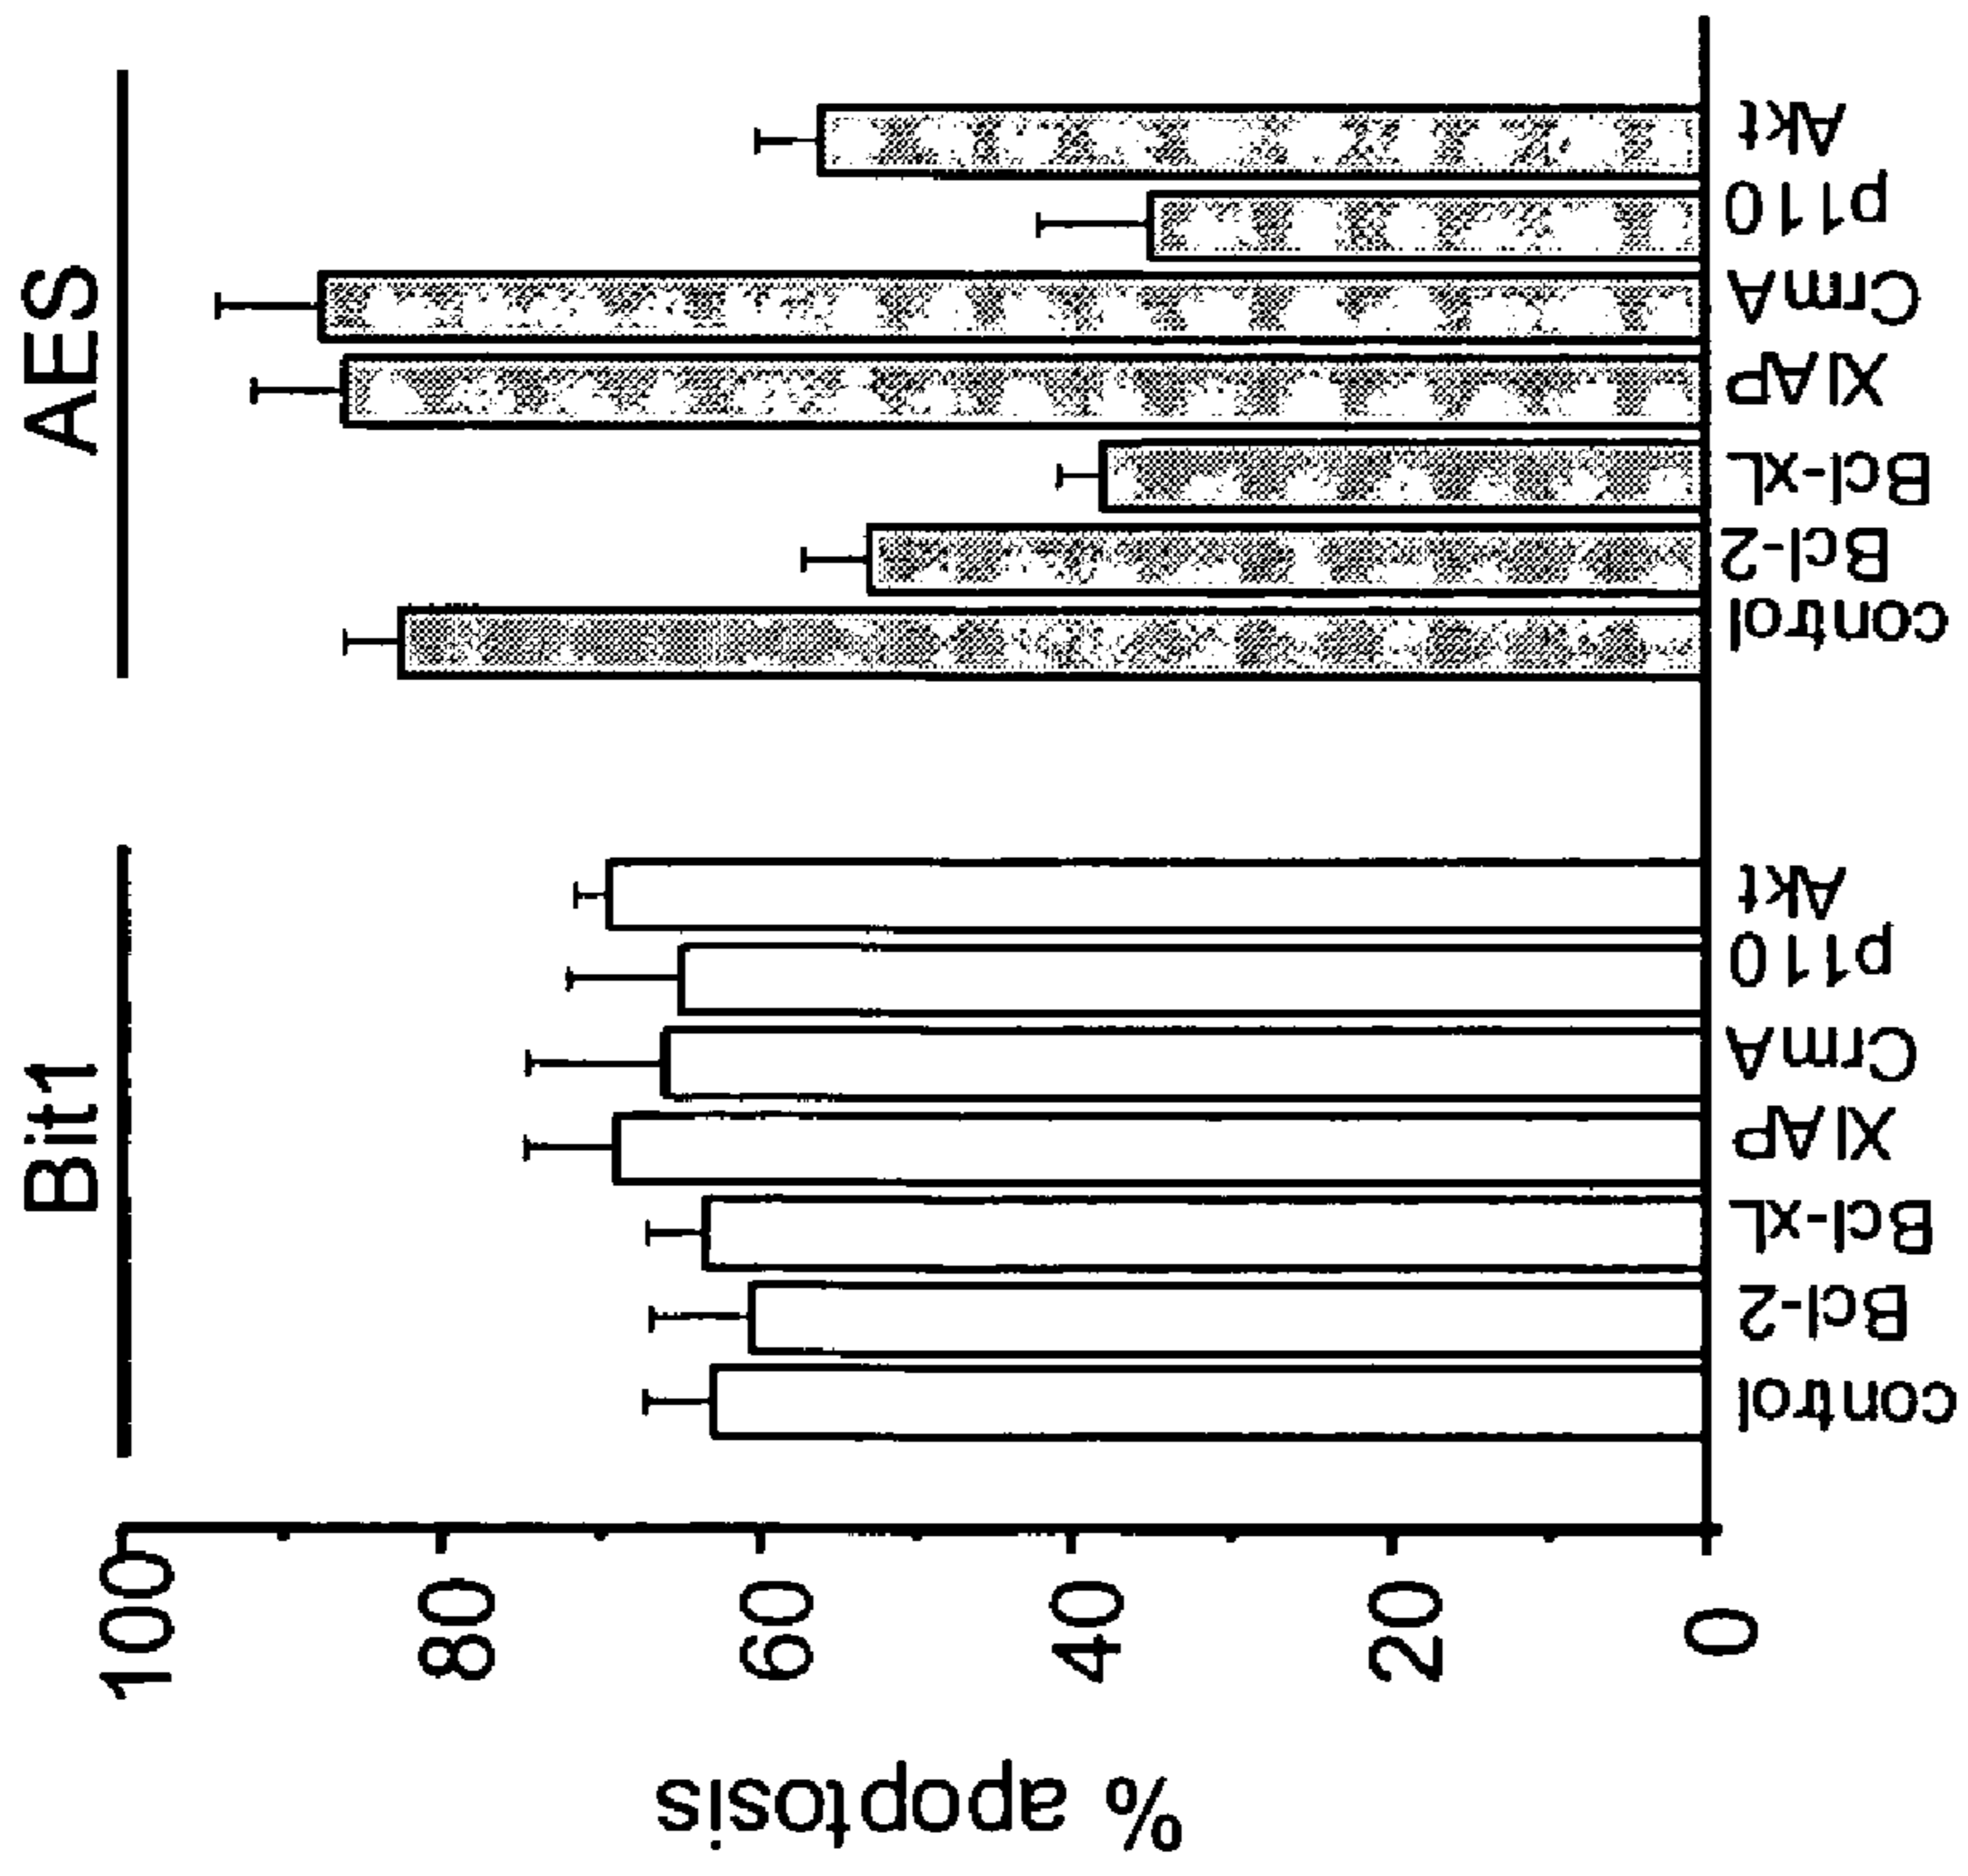 Bit1
AES
% apoptosis
100
80
60
40
20
0
control
Bcl-2
Bcl-xL
XIAP
CrmA
p110
Akt
control
Bcl-2
Bcl-xL
XIAP
CrmA
p110
Akt